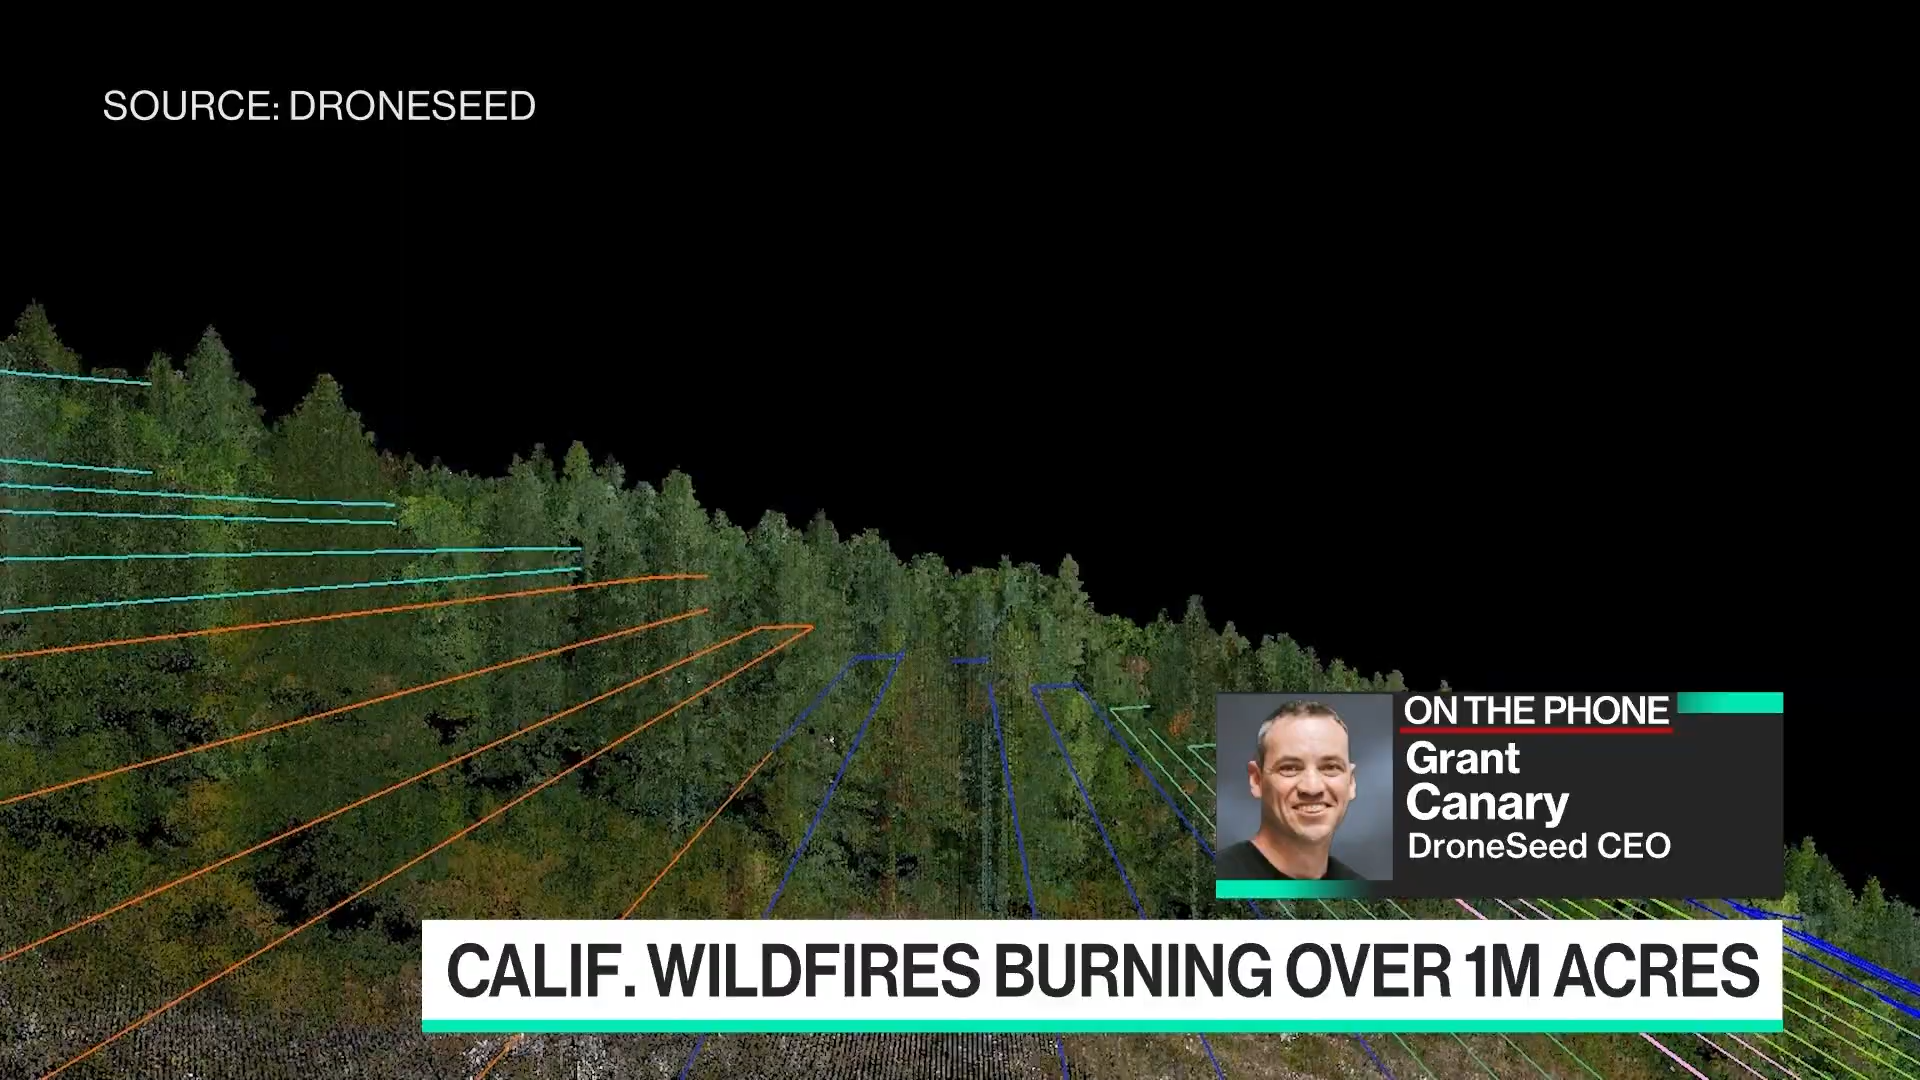 SOURCE: DRONESEED
ON THE PHONE
Grant
Canary
DroneSeed CEO
CALIF. WILDFIRES BURNING OVER 1M ACRES